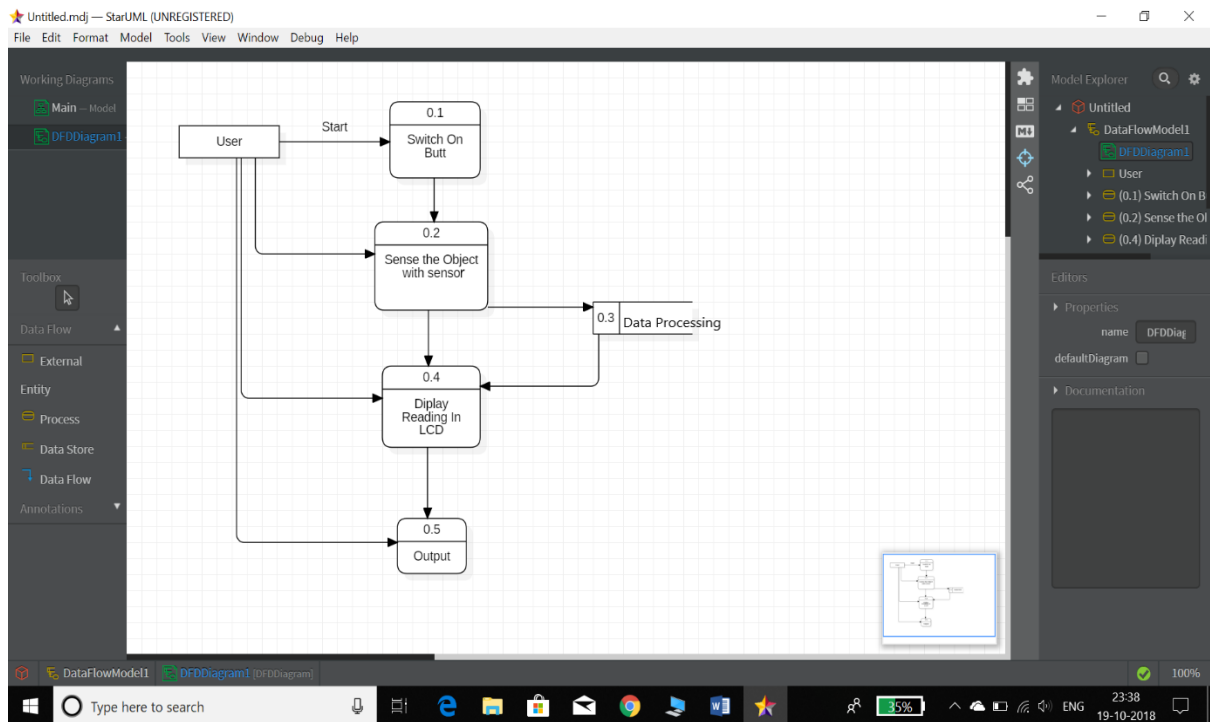 Untitled.mdj — StarUML (UNREGISTERED)
File Edit Format Model Tools View Window Debug Help
Working Diagrams
Main — Model
DFDDiagram1
Toolbox
Data Flow
External
Entity
Process
Data Store
Data Flow
Annotations
User
Start
0.1
Switch On
Butt
0.2
Sense the Object
with sensor
0.3 Data Processing
0.4
Diplay
Reading In
LCD
0.5
Output
Model Explorer
Untitled
DataFlowModel1
DFDDiagram1
User
(0.1) Switch On B
(0.2) Sense the Ol
(0.4) Diplay Readi
Editors
Properties
name DFDDiag
defaultDiagram
Documentation
DataFlowModel1 DFDDiagram1 [DFDDiagram] 100%
Type here to search
35% ENG
23:38
19-10-2018